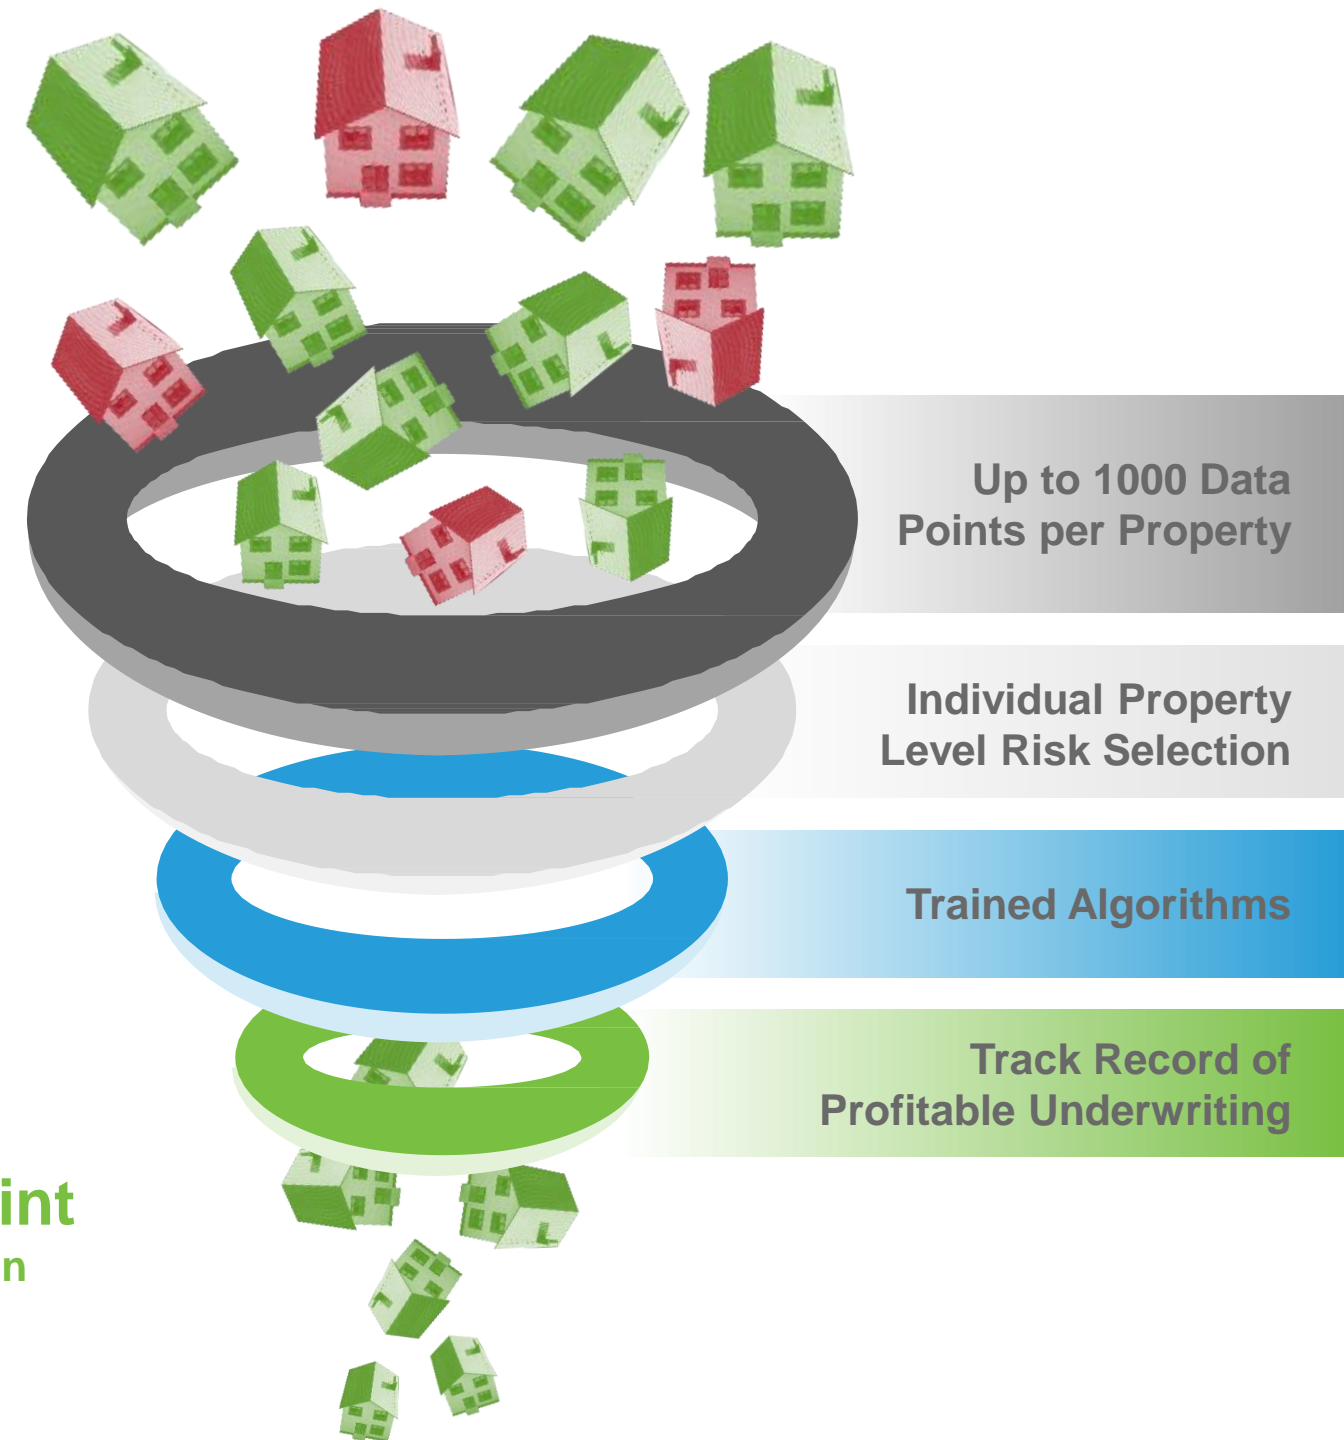 Up to 1000 Data
Points per Property
Individual Property
Level Risk Selection
Trained Algorithms
Track Record of
Profitable Underwriting
int
n